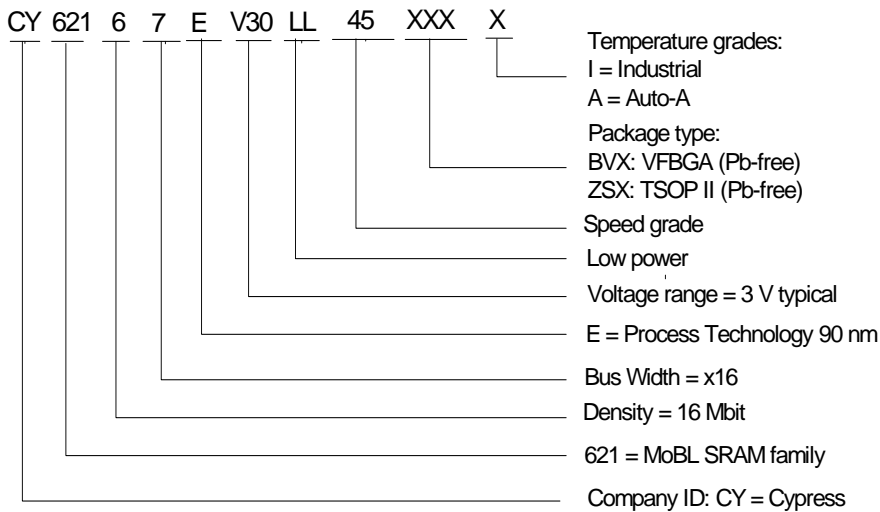 CY 621 6 7 E V30 LL 45 XXX X
Temperature grades:
I = Industrial
A = Auto-A
Package type:
BVX: VFBGA (Pb-free)
ZSX: TSOP II (Pb-free)
Speed grade
Low power
Voltage range = 3 V typical
E = Process Technology 90 nm
Bus Width = x16
Density = 16 Mbit
621 = MoBL SRAM family
Company ID: CY = Cypress